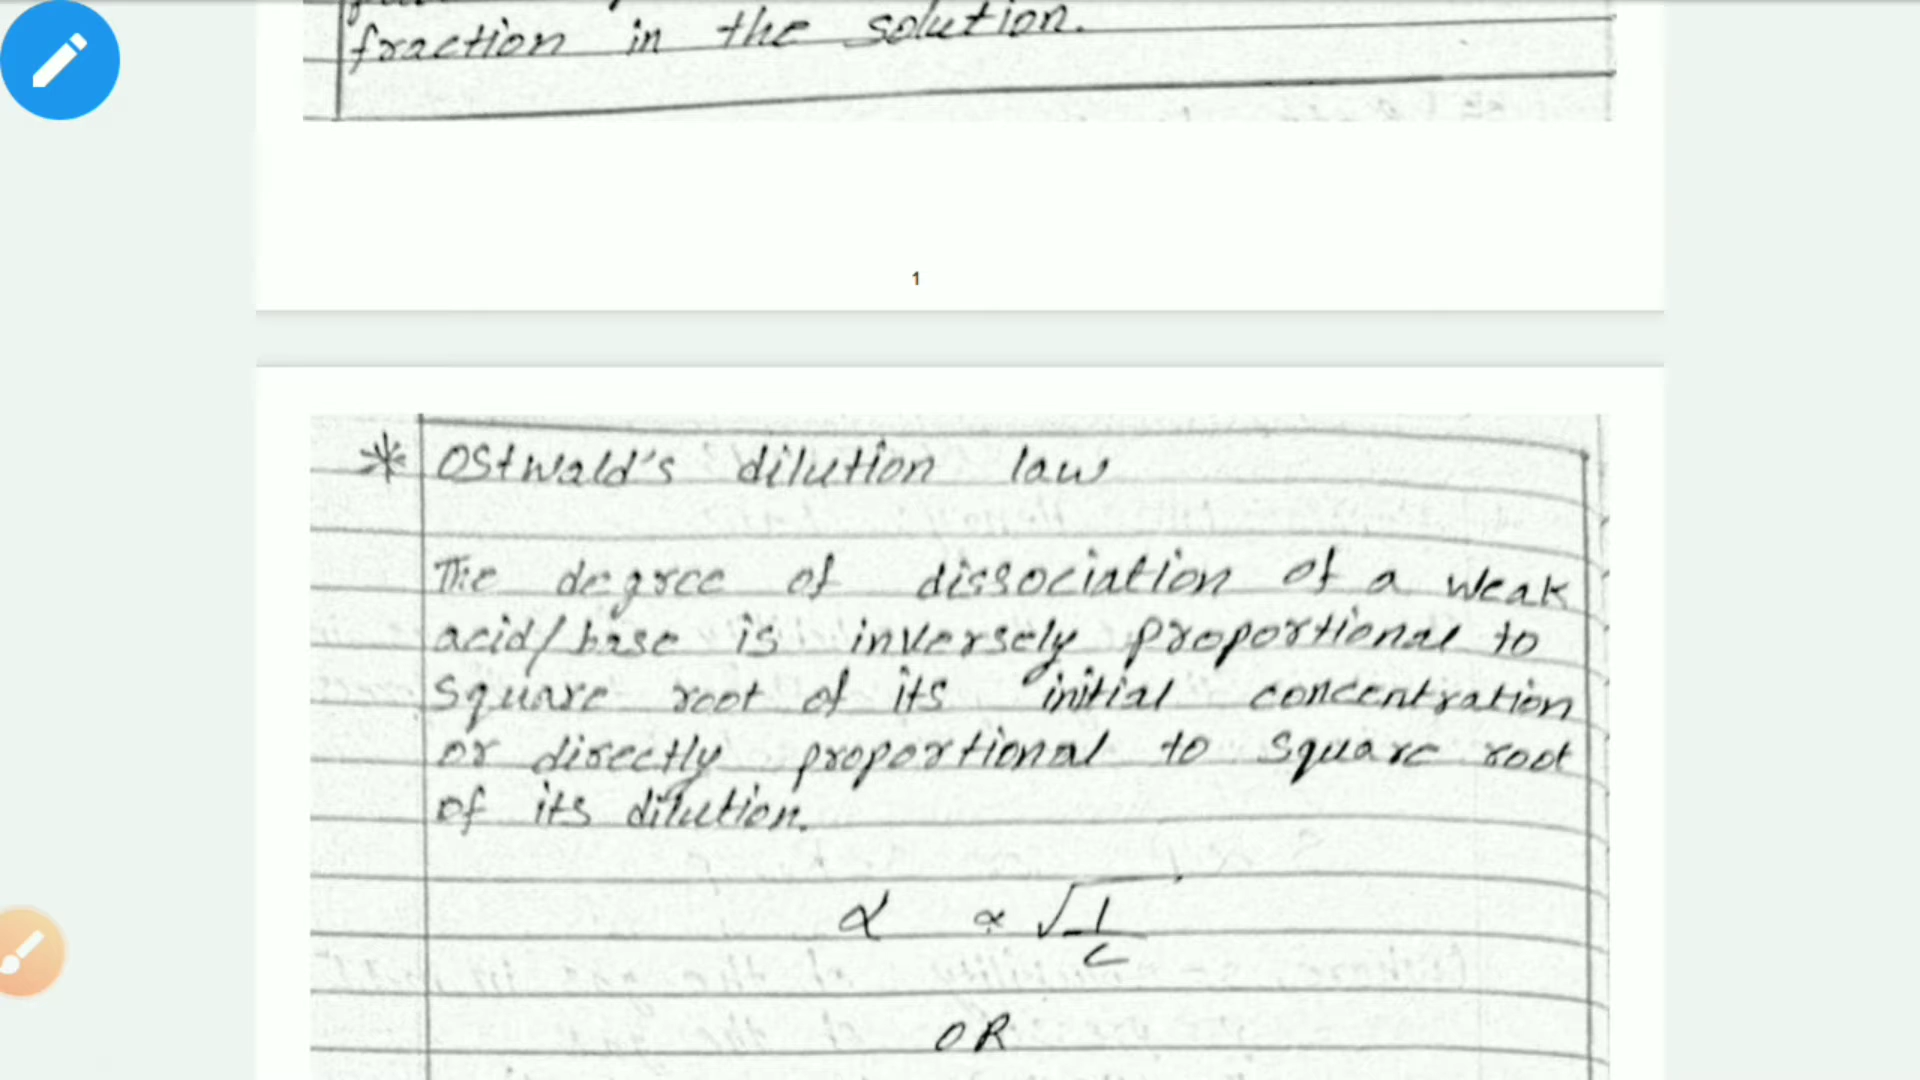 fraction in the solution.
1
* Ostwald's dilution law
The degree of dissociation of a weak
acid/base is inversely proportional to
square root of its initial concentration
or directly proportional to square root
of its dilution.
α ∝ √1/C
OR